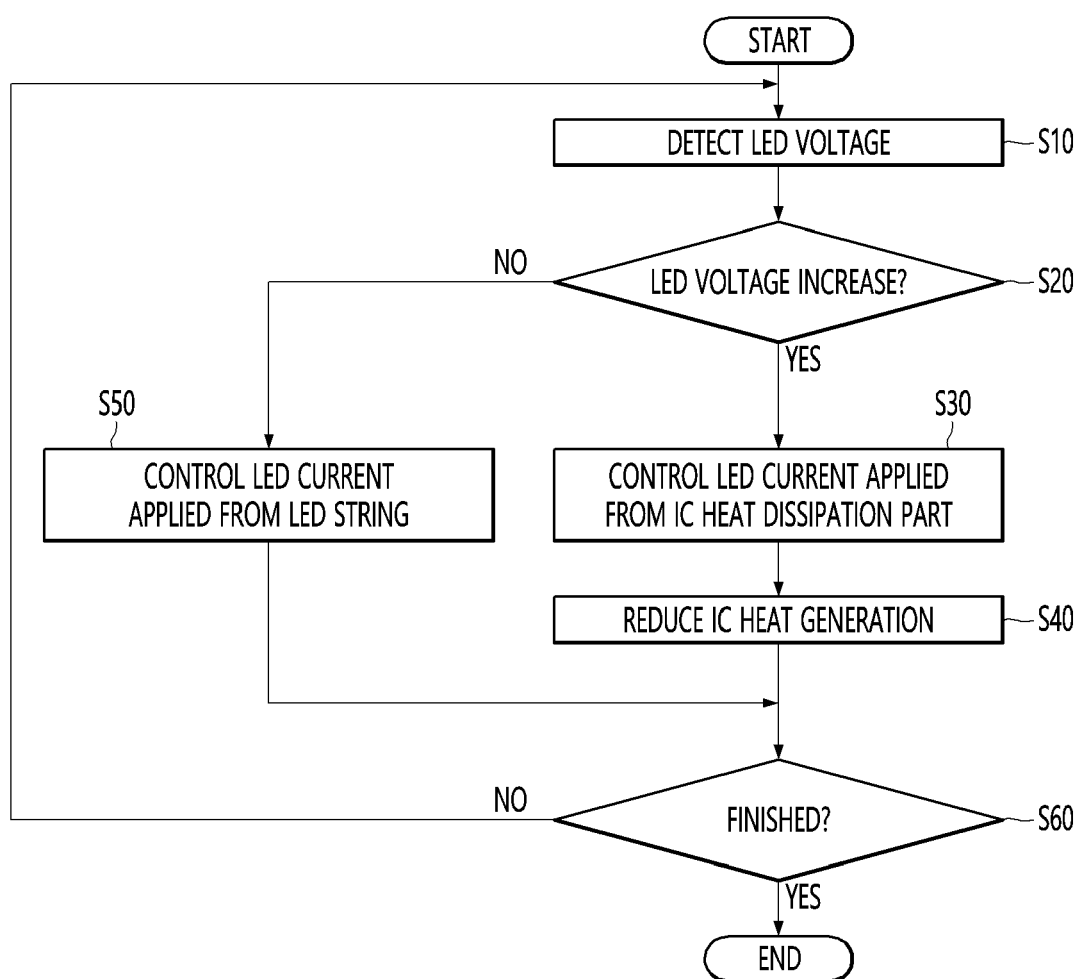 START
DETECT LED VOLTAGE
S10
LED VOLTAGE INCREASE?
S20
NO
YES
S50
S30
CONTROL LED CURRENT
APPLIED FROM LED STRING
CONTROL LED CURRENT APPLIED
FROM IC HEAT DISSIPATION PART
REDUCE IC HEAT GENERATION
S40
FINISHED?
S60
NO
YES
END